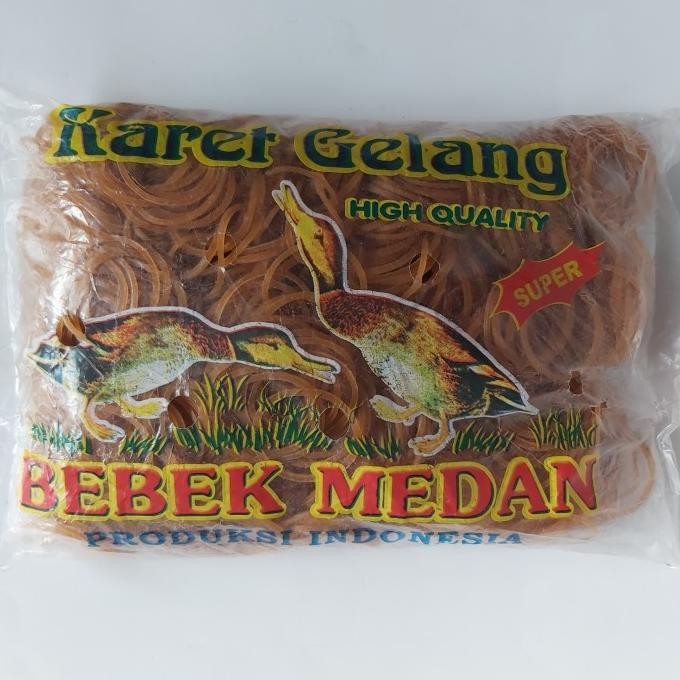 Karet Gelang
HIGH QUALITY
SUPER
BEBEK MEDAN
PRODUKSI INDONESIA